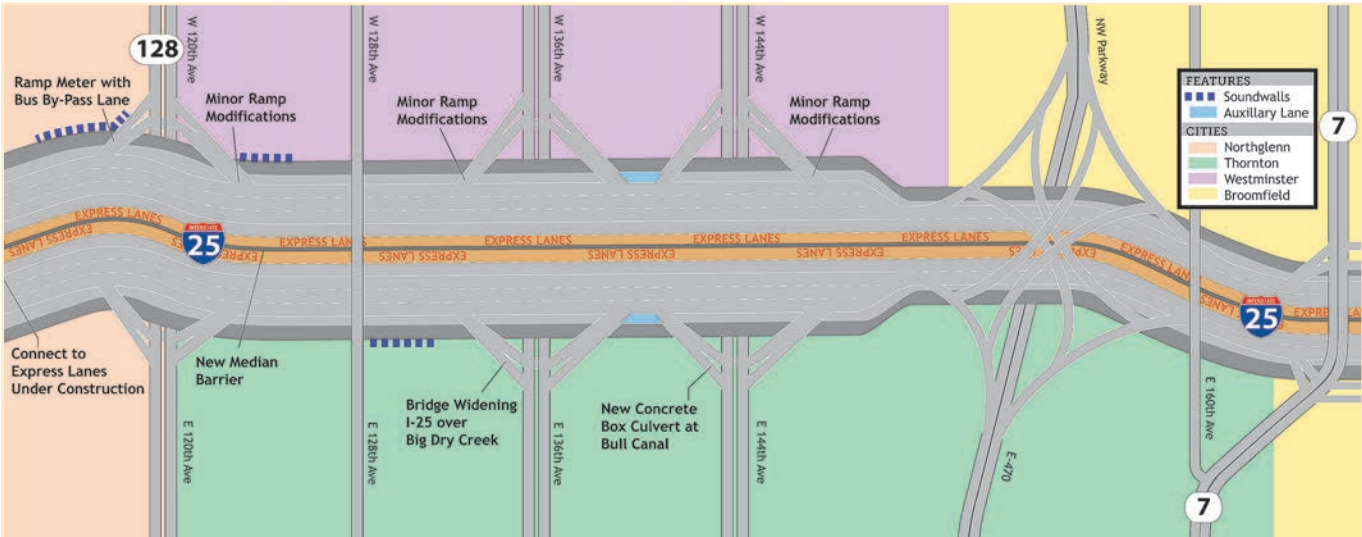 128
W 120th Ave
W 128th Ave
W 136th Ave
W 144th Ave
NW Parkway
7
Ramp Meter with
Bus By-Pass Lane
Minor Ramp
Modifications
Minor Ramp
Modifications
Minor Ramp
Modifications
FEATURES
Soundwalls
Auxillary Lane
CITIES
Northglenn
Thornton
Westminster
Broomfield
EXPRESS LANES
EXPRESS LANES
INTERSTATE
25
EXPRESS LANES
EXPRESS LANES
EXPRESS LANES
EXPRESS LANES
EXPRESS LANES
EXPRESS LANES
EXPRESS LANES
EXPRESS LANES
EXPRESS LANES
INTERSTATE
25
Connect to
Express Lanes
Under Construction
New Median
Barrier
Bridge Widening
I-25 over
Big Dry Creek
New Concrete
Box Culvert at
Bull Canal
E 120th Ave
E 128th Ave
E 136th Ave
E 144th Ave
E-470
E 160th Ave
7